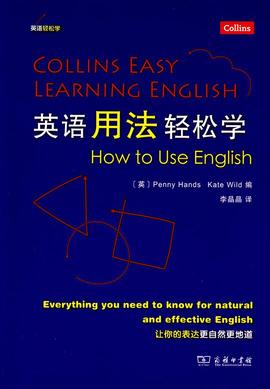 英语轻松学
Collins
COLLINS EASY
LEARNING ENGLISH
英语用法轻松学
How to Use English
［英］Penny Hands Kate Wild 编
李晶晶 译
Everything you need to know for natural
and effective English
让你的表达更自然更地道
商务印书馆
The Commercial Press